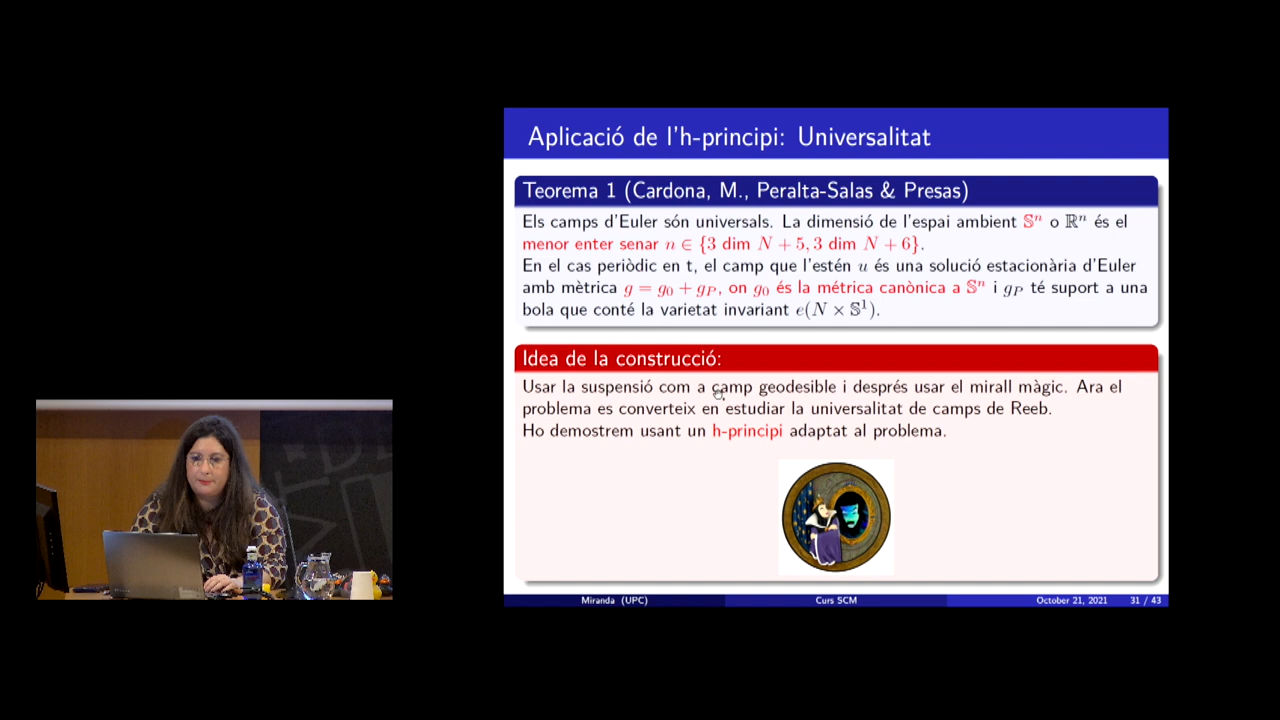 Aplicació de l'h-principi: Universalitat
Teorema 1 (Cardona, M., Peralta-Salas & Presas)
Els camps d'Euler són universals. La dimensió de l'espai ambient 𝕊ⁿ o ℝⁿ és el
menor enter senar n ∈ {3 dim N + 5, 3 dim N + 6}.
En el cas periòdic en t, el camp que l'estén u és una solució estacionària d'Euler
amb mètrica g = g₀ + g_P, on g₀ és la métrica canònica a 𝕊ⁿ i g_P té suport a una
bola que conté la varietat invariant e(N × 𝕊¹).
Idea de la construcció:
Usar la suspensió com a camp geodesible i després usar el mirall màgic. Ara el
problema es converteix en estudiar la universalitat de camps de Reeb.
Ho demostrem usant un h-principi adaptat al problema.
Miranda (UPC) Curs SCM October 21, 2021 31 / 43